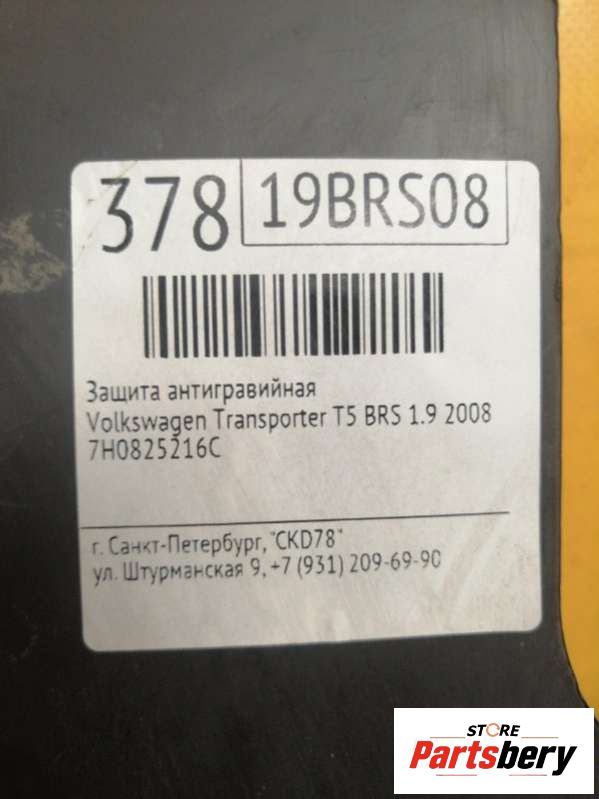 378 19BRS08
Защита антигравийная
Volkswagen Transporter T5 BRS 1.9 2008
7H0825216C
г. Санкт-Петербург, "CKD78"
ул. Штурманская 9, +7 (931) 209-69-90
STORE
Partsbery